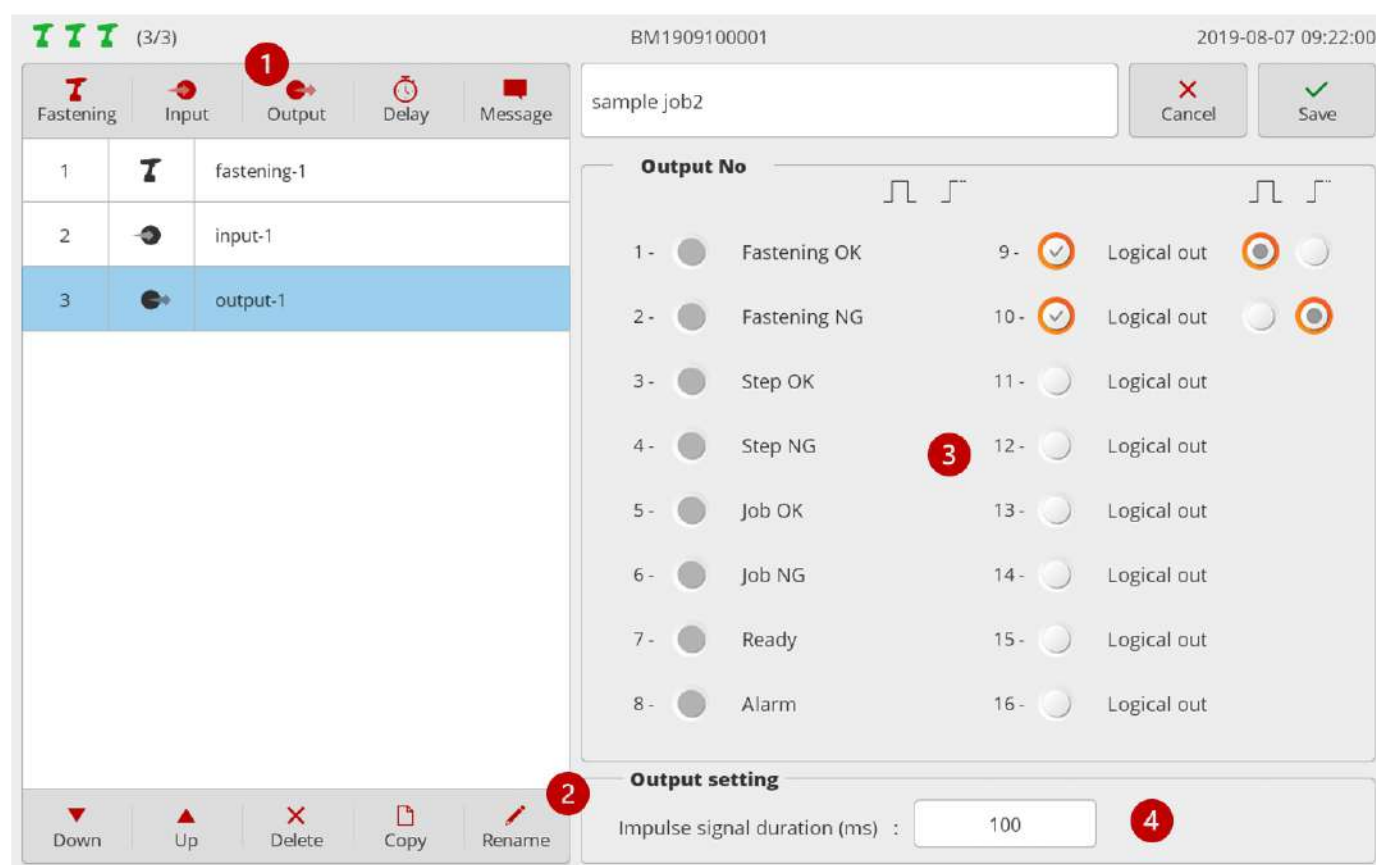 (3/3) BM1909100001 2019-08-07 09:22:00
1
Fastening Input Output Delay Message
sample job2
Cancel Save
1 fastening-1
2 input-1
3 output-1
Output No
1 - Fastening OK 9 - Logical out
2 - Fastening NG 10 - Logical out
3 - Step OK 11 - Logical out
4 - Step NG 12 - Logical out
3
5 - Job OK 13 - Logical out
6 - Job NG 14 - Logical out
7 - Ready 15 - Logical out
8 - Alarm 16 - Logical out
2
Down Up Delete Copy Rename
Output setting
Impulse signal duration (ms) : 100
4